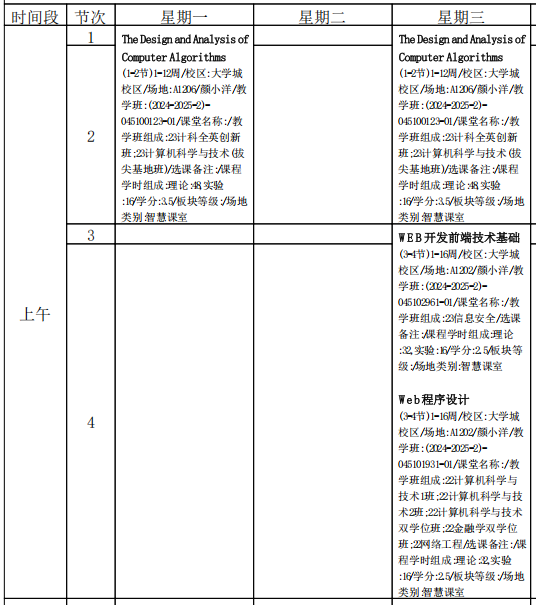 时间段 节次 星期一 星期二 星期三
上午
1
2
The Design and Analysis of
Computer Algorithms
(1-2节)1-12周/校区:大学城
校区/场地:A1206/颜小洋/教
学班:(2024-2025-2)-
045100123-01/课堂名称:/教
学班组成:23计科全英创新
班;23计算机科学与技术(拔
尖基地班)/选课备注:/课程
学时组成:理论:48,实验
:16/学分:3.5/板块等级:/场地
类别:智慧课室
The Design and Analysis of
Computer Algorithms
(1-2节)1-12周/校区:大学城
校区/场地:A1206/颜小洋/教
学班:(2024-2025-2)-
045100123-01/课堂名称:/教
学班组成:23计科全英创新
班;23计算机科学与技术(拔
尖基地班)/选课备注:/课程
学时组成:理论:48,实验
:16/学分:3.5/板块等级:/场地
类别:智慧课室
3
4
WEB开发前端技术基础
(3-4节)1-16周/校区:大学城
校区/场地:A1202/颜小洋/教
学班:(2024-2025-2)-
045102961-01/课堂名称:/教
学班组成:23信息安全/选课
备注:/课程学时组成:理论
:32,实验:16/学分:2.5/板块等
级:/场地类别:智慧课室
Web程序设计
(3-4节)1-16周/校区:大学城
校区/场地:A1202/颜小洋/教
学班:(2024-2025-2)-
045101931-01/课堂名称:/教
学班组成:22计算机科学与
技术1班;22计算机科学与技
术2班;22计算机科学与技术
双学位班;22金融学双学位
班;22网络工程/选课备注:/课
程学时组成:理论:32,实验
:16/学分:2.5/板块等级:/场地
类别:智慧课室